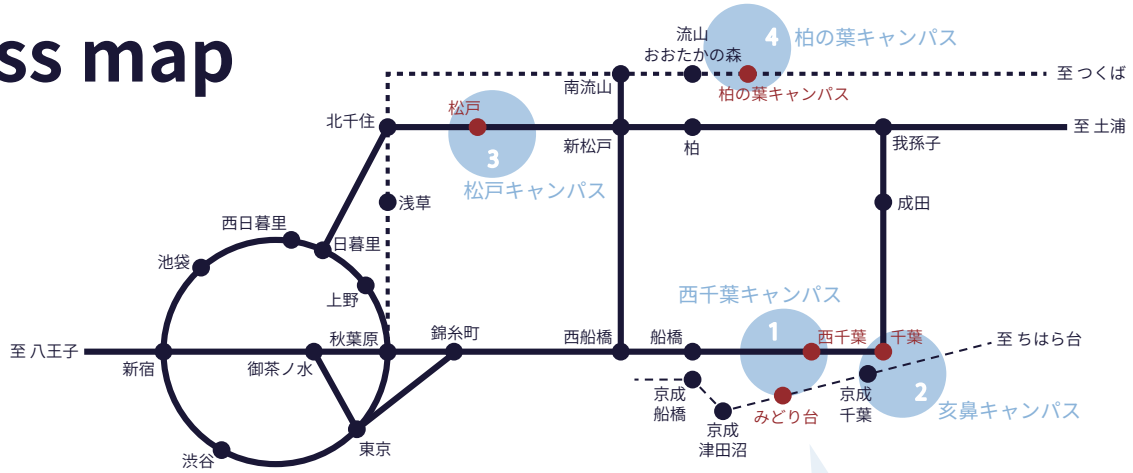 ss map
流山
おおたかの森
4
柏の葉キャンパス
至 つくば
南流山
柏の葉キャンパス
松戸
北千住
至 土浦
新松戸
柏
我孫子
3
松戸キャンパス
浅草
成田
西日暮里
日暮里
池袋
上野
西千葉キャンパス
1
秋葉原
錦糸町
西船橋
船橋
西千葉
千葉
至 ちはら台
至 八王子
新宿
御茶ノ水
京成
船橋
みどり台
京成
千葉
2
亥鼻キャンパス
京成
津田沼
東京
渋谷